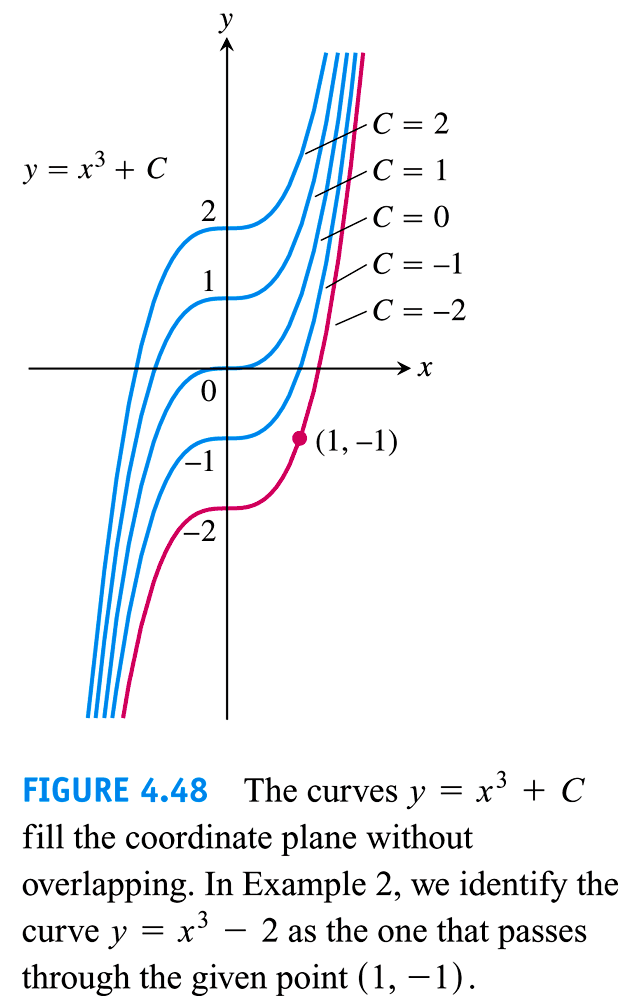 y
C = 2
y = x³ + C
C = 1
2
C = 0
C = –1
1
C = –2
x
0
(1, –1)
–1
–2
FIGURE 4.48 The curves y = x³ + C
fill the coordinate plane without
overlapping. In Example 2, we identify the
curve y = x³ − 2 as the one that passes
through the given point (1, −1).